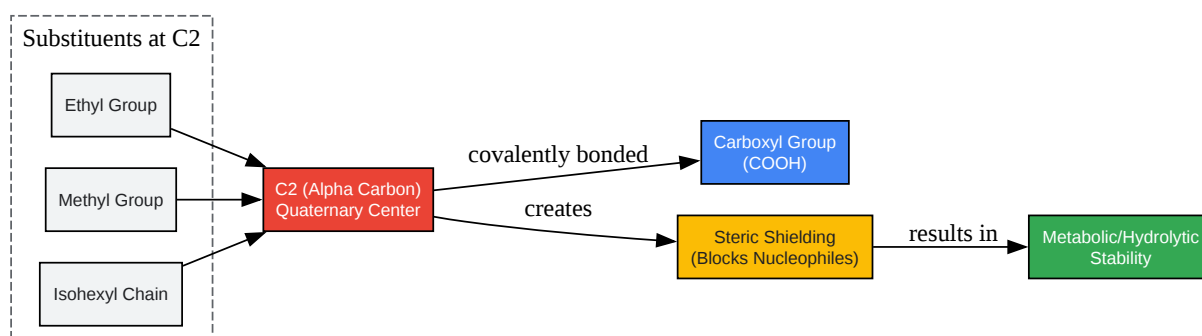 Substituents at C2
Ethyl Group
Methyl Group
Isohexyl Chain
C2 (Alpha Carbon)
Quaternary Center
covalently bonded
creates
Carboxyl Group
(COOH)
Steric Shielding
(Blocks Nucleophiles)
results in
Metabolic/Hydrolytic
Stability